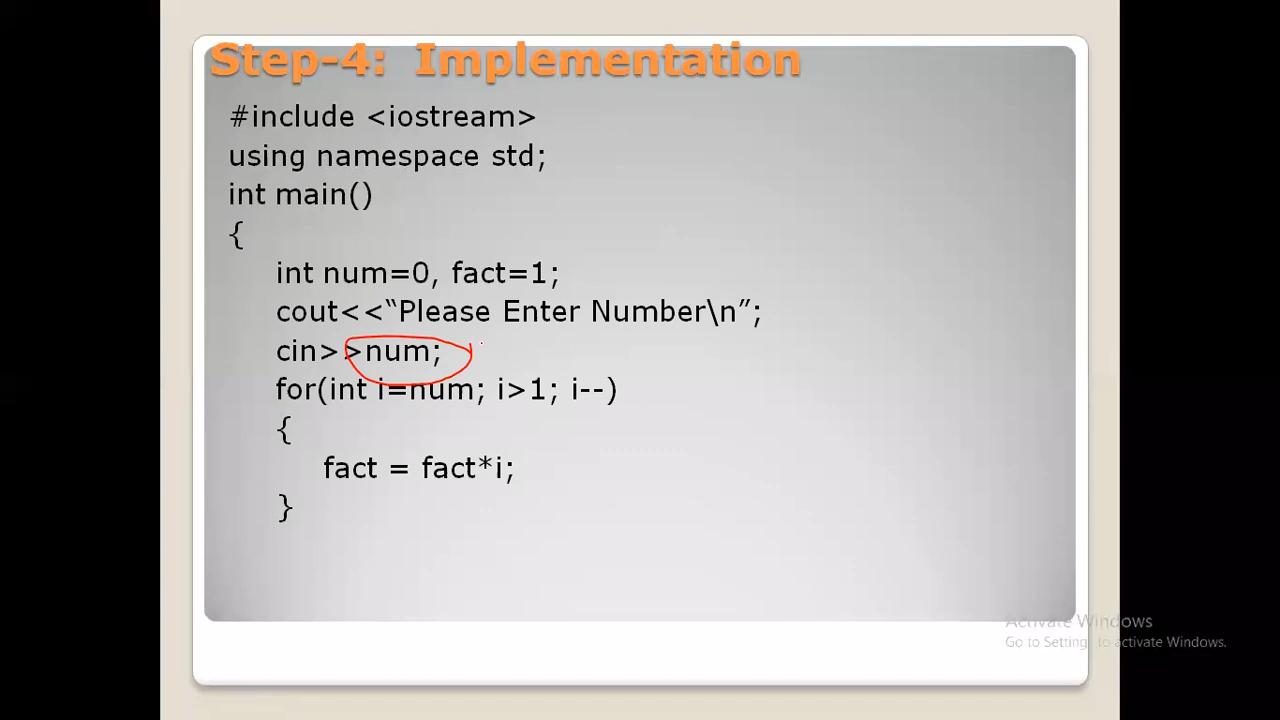 Step-4: Implementation
#include <iostream>
using namespace std;
int main()
{
int num=0, fact=1;
cout<<“Please Enter Number\n”;
cin>>num;
for(int i=num; i>1; i--)
{
fact = fact*i;
}
Activate Windows
Go to Settings to activate Windows.